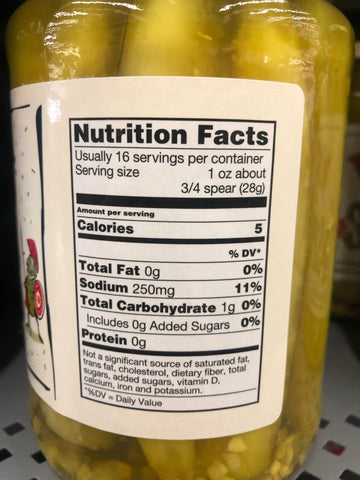 Nutrition Facts
Usually 16 servings per container
Serving size 1 oz about
3/4 spear (28g)
Amount per serving
Calories 5
% DV*
Total Fat 0g 0%
Sodium 250mg 11%
Total Carbohydrate 1g 0%
Includes 0g Added Sugars 0%
Protein 0g
Not a significant source of saturated fat,
trans fat, cholesterol, dietary fiber, total
sugars, added sugars, vitamin D,
calcium, iron and potassium.
*%DV = Daily Value